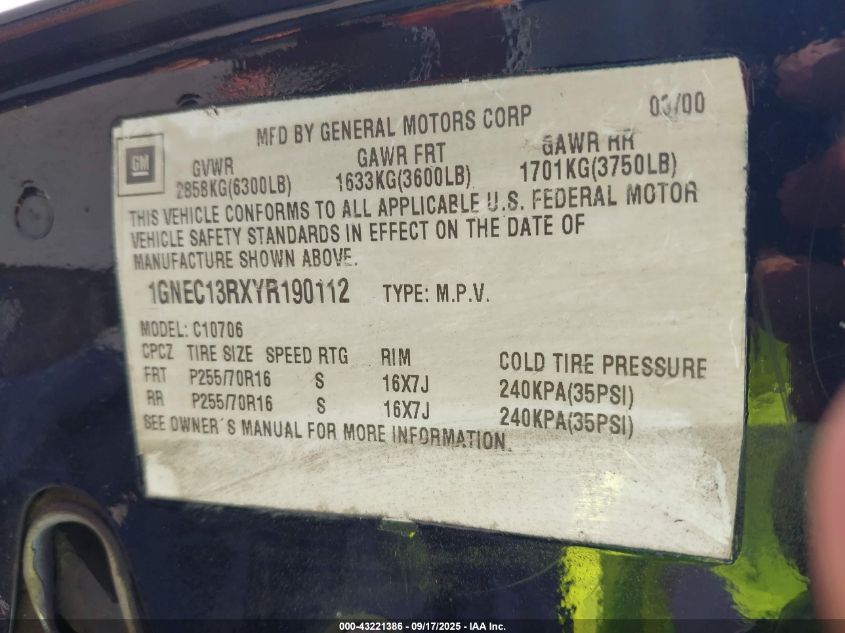 MFD BY GENERAL MOTORS CORP 03/00
GM
GVWR GAWR FRT GAWR RR
2858KG(6300LB) 1633KG(3600LB) 1701KG(3750LB)
THIS VEHICLE CONFORMS TO ALL APPLICABLE U.S. FEDERAL MOTOR
VEHICLE SAFETY STANDARDS IN EFFECT ON THE DATE OF
MANUFACTURE SHOWN ABOVE.
1GNEC13RXYR190112 TYPE: M.P.V.
MODEL: C10706
CPCZ TIRE SIZE SPEED RTG RIM COLD TIRE PRESSURE
FRT P255/70R16 S 16X7J 240KPA(35PSI)
RR P255/70R16 S 16X7J 240KPA(35PSI)
SEE OWNER´S MANUAL FOR MORE INFORMATION.
000-43221386 - 09/17/2025 - IAA Inc.